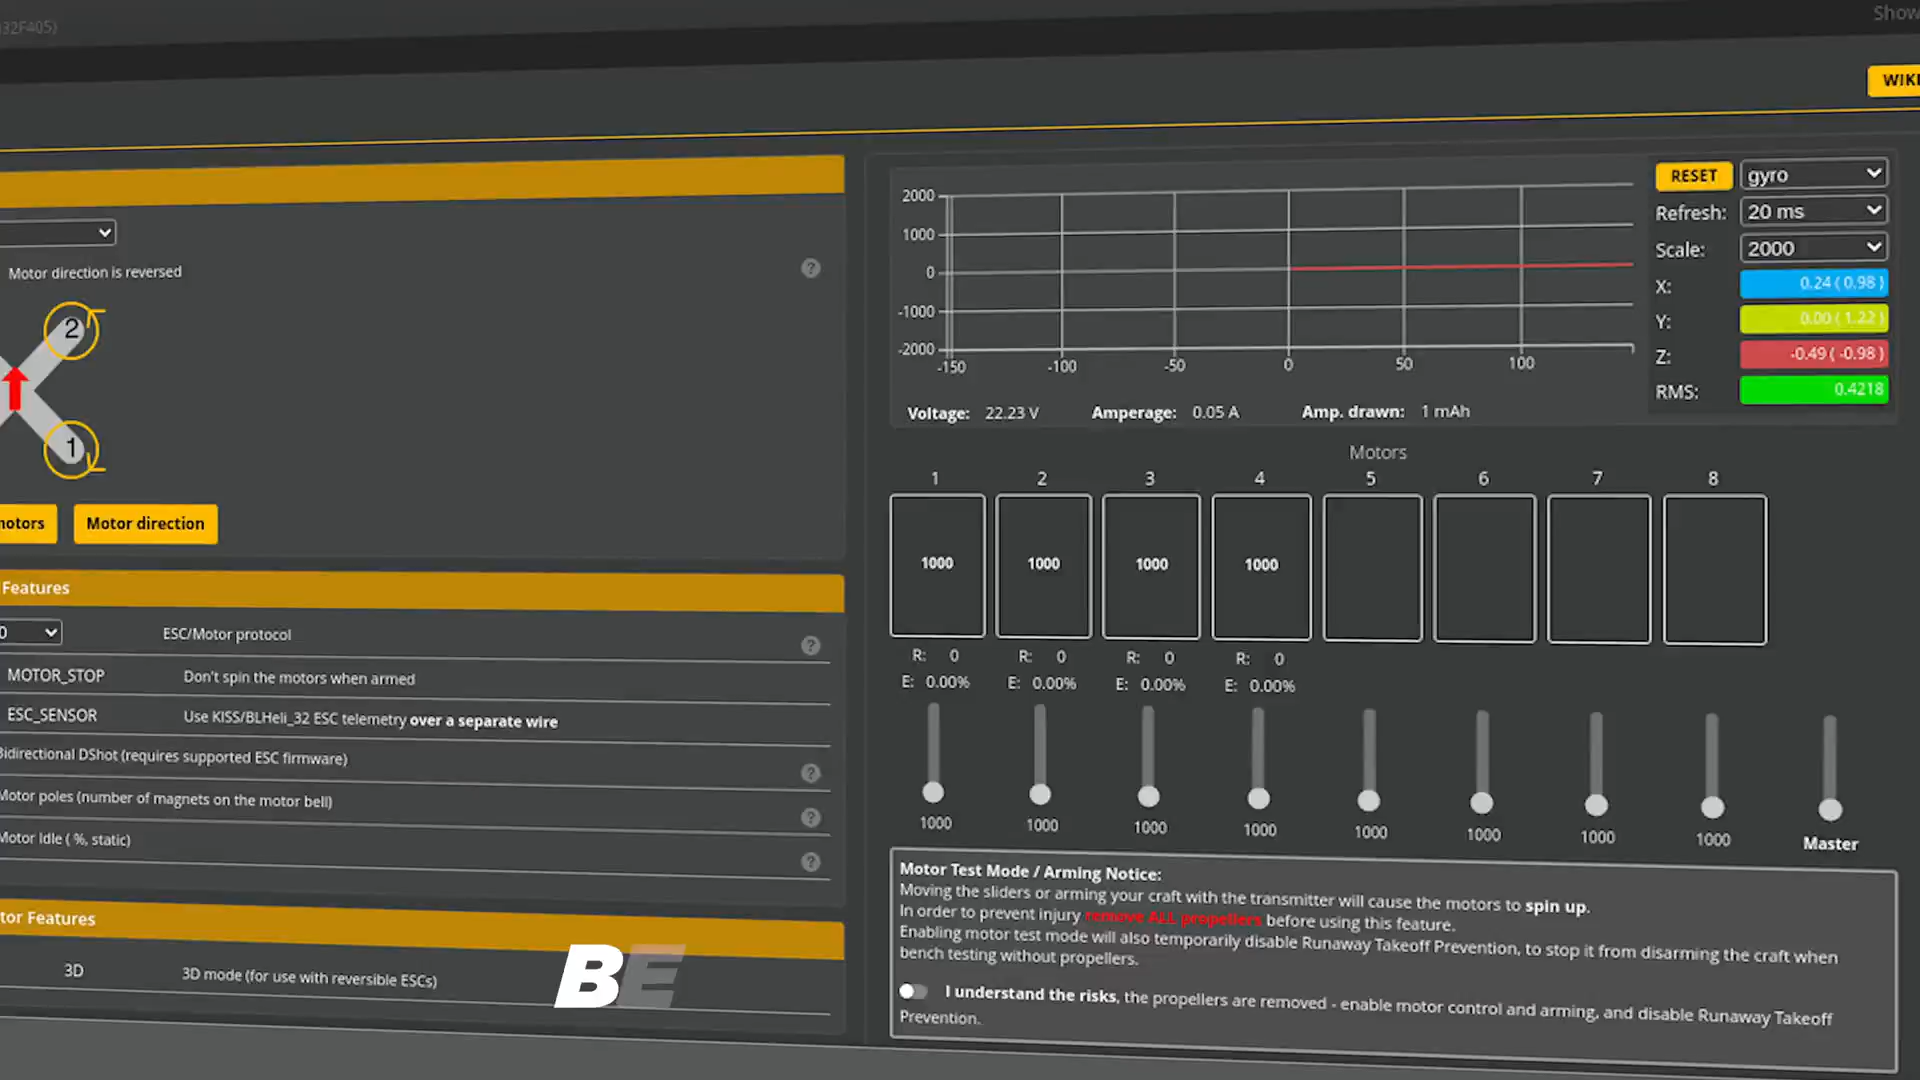 32F405)
Show
WIKI
Motor direction is reversed
2
1
motors
Motor direction
Features
0
ESC/Motor protocol
MOTOR_STOP
Don't spin the motors when armed
ESC_SENSOR
Use KISS/BLHeli_32 ESC telemetry over a separate wire
Bidirectional DShot (requires supported ESC firmware)
Motor poles (number of magnets on the motor bell)
Motor Idle ( %, static)
tor Features
3D
3D mode (for use with reversible ESCs)
BE
2000
1000
0
-1000
-2000
-150
-100
-50
0
50
100
RESET
gyro
Refresh:
20 ms
Scale:
2000
X:
0.24 ( 0.98 )
Y:
0.00 ( 1.22 )
Z:
-0.49 ( -0.98 )
RMS:
0.4218
Voltage: 22.23 V
Amperage: 0.05 A
Amp. drawn: 1 mAh
Motors
1 2 3 4 5 6 7 8
1000 1000 1000 1000
R: 0 R: 0 R: 0 R: 0
E: 0.00% E: 0.00% E: 0.00% E: 0.00%
1000 1000 1000 1000 1000 1000 1000 1000 Master
Motor Test Mode / Arming Notice:
Moving the sliders or arming your craft with the transmitter will cause the motors to spin up.
In order to prevent injury remove ALL propellers before using this feature.
Enabling motor test mode will also temporarily disable Runaway Takeoff Prevention, to stop it from disarming the craft when
bench testing without propellers.
I understand the risks, the propellers are removed - enable motor control and arming, and disable Runaway Takeoff
Prevention.